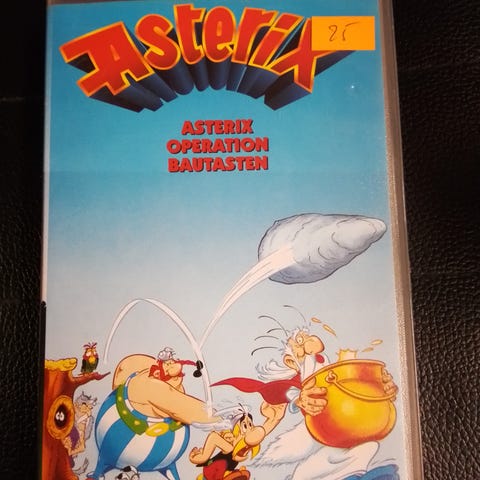 Asterix
25
ASTERIX
OPERATION
BAUTASTEN